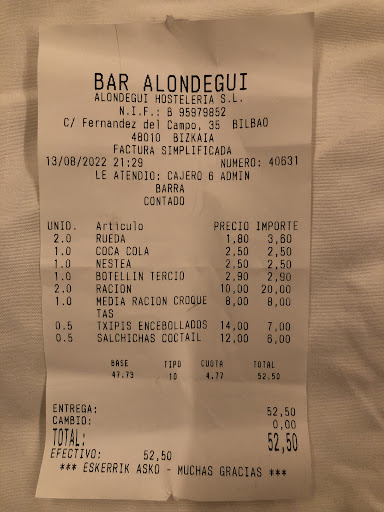 BAR ALONDEGUI
ALONDEGUI HOSTELERIA S.L.
N.I.F.: B 95979852
C/ Fernandez del Campo, 35 BILBAO
48010 BIZKAIA
FACTURA SIMPLIFICADA
13/08/2022 21:29 NUMERO: 40631
LE ATENDIO: CAJERO 6 ADMIN
BARRA
CONTADO
UNID. Articulo PRECIO IMPORTE
2.0 RUEDA 1,80 3,60
1.0 COCA COLA 2,50 2,50
1.0 NESTEA 2,50 2,50
1.0 BOTELLIN TERCIO 2,90 2,90
2.0 RACION 10,00 20,00
1.0 MEDIA RACION CROQUE 8,00 8,00
TAS
0.5 TXIPIS ENCEBOLLADOS 14,00 7,00
0.5 SALCHICHAS COCTAIL 12,00 6,00
BASE TIPO CUOTA TOTAL
47.73 10 4.77 52.50
ENTREGA: 52,50
CAMBIO: 0,00
TOTAL: 52,50
EFECTIVO: 52,50
*** ESKERRIK ASKO - MUCHAS GRACIAS ***